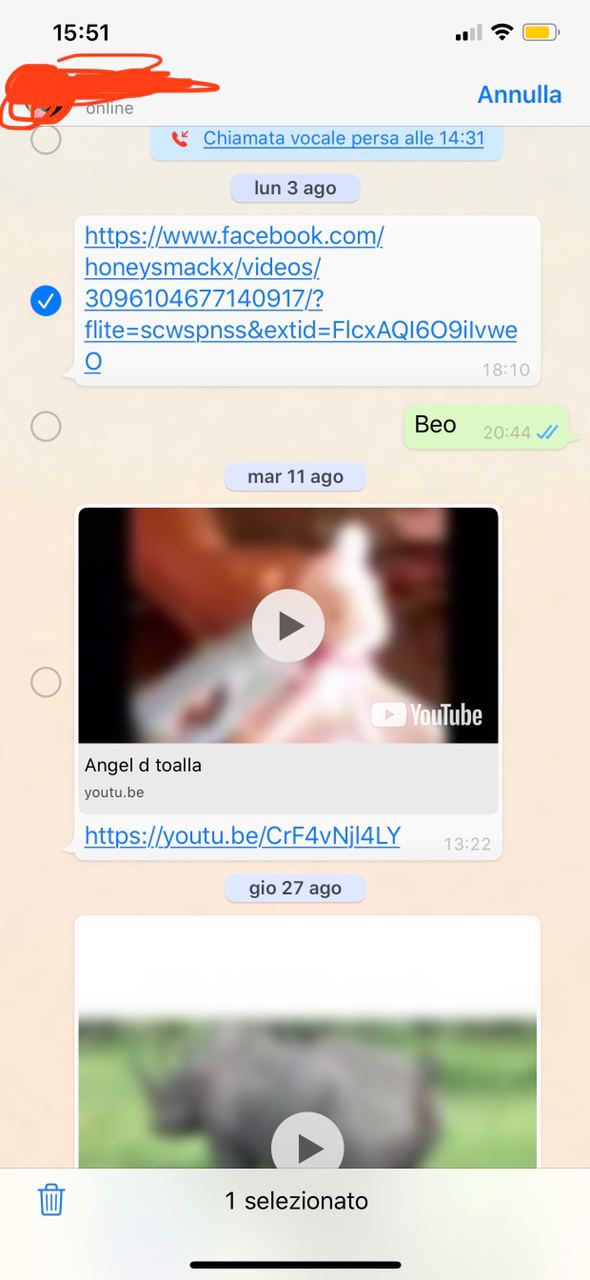 15:51
online
Annulla
Chiamata vocale persa alle 14:31
lun 3 ago
https://www.facebook.com/
honeysmackx/videos/
3096104677140917/?
flite=scwspnss&extid=FlcxAQI6O9iIvwe
O
18:10
Beo
20:44
mar 11 ago
YouTube
Angel d toalla
youtu.be
https://youtu.be/CrF4vNjl4LY
13:22
gio 27 ago
1 selezionato